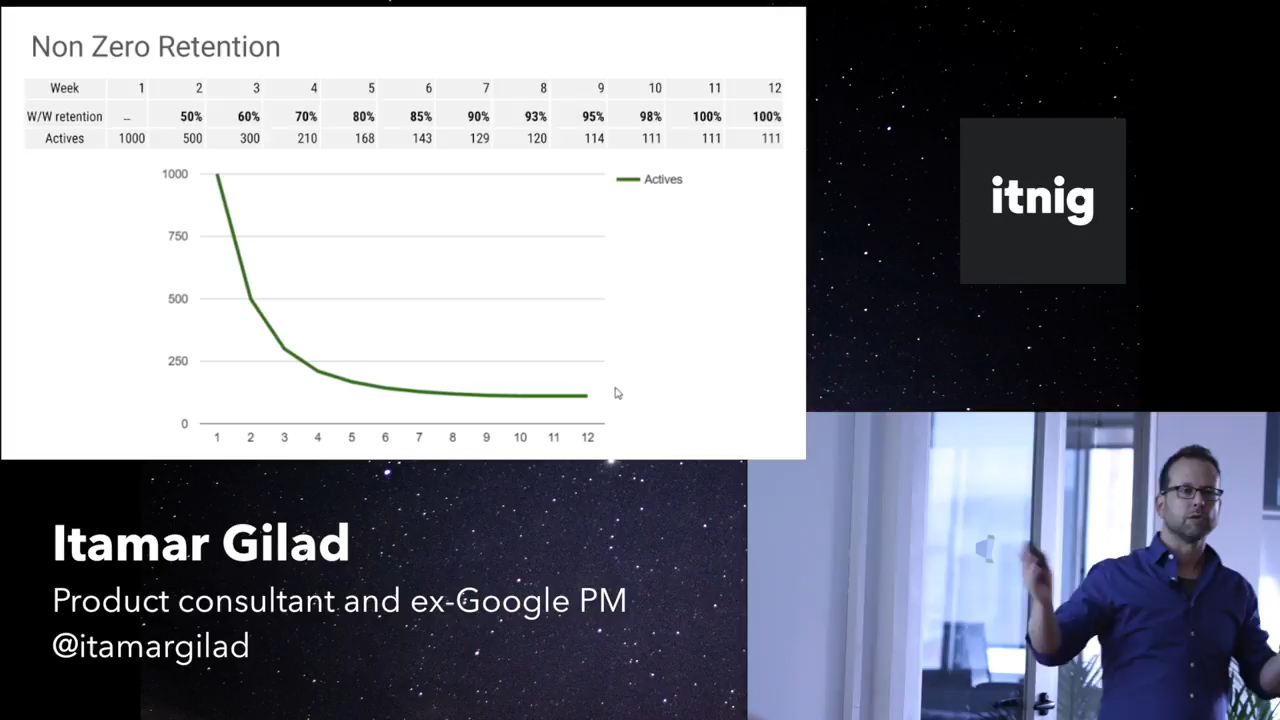 Non Zero Retention
Week 1 2 3 4 5 6 7 8 9 10 11 12
W/W retention -- 50% 60% 70% 80% 85% 90% 93% 95% 98% 100% 100%
Actives 1000 500 300 210 168 143 129 120 114 111 111 111
1000
750
500
250
0
1 2 3 4 5 6 7 8 9 10 11 12
Actives
itnig
Itamar Gilad
Product consultant and ex-Google PM
@itamargilad